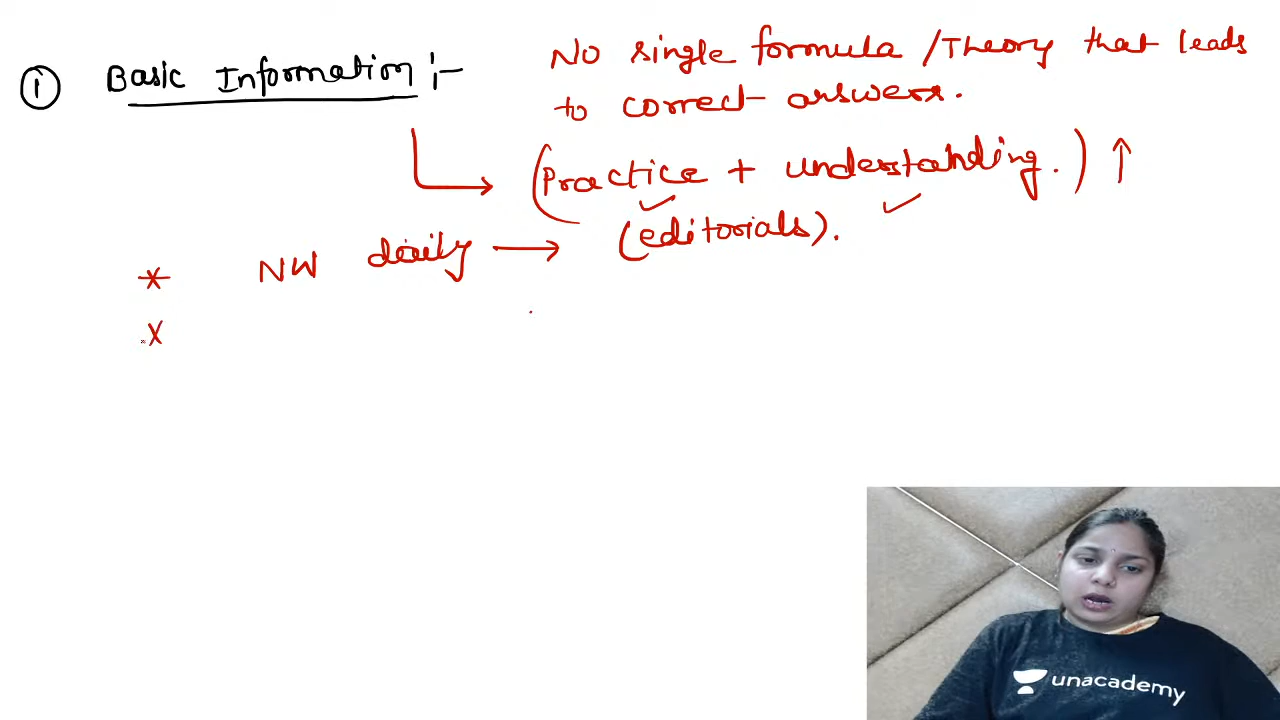 ① Basic Information :-
No single formula / Theory that leads
to correct answers.
(Practice + understanding.) ↑
(editorials).
* NW daily →
*
unacademy